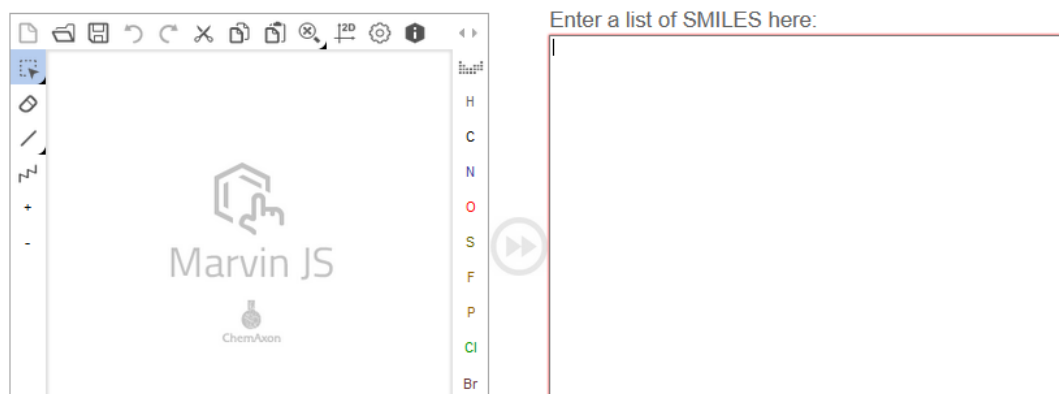 Enter a list of SMILES here:
2D
H
C
N
O
S
F
P
Cl
Br
+
-
Marvin JS
ChemAxon